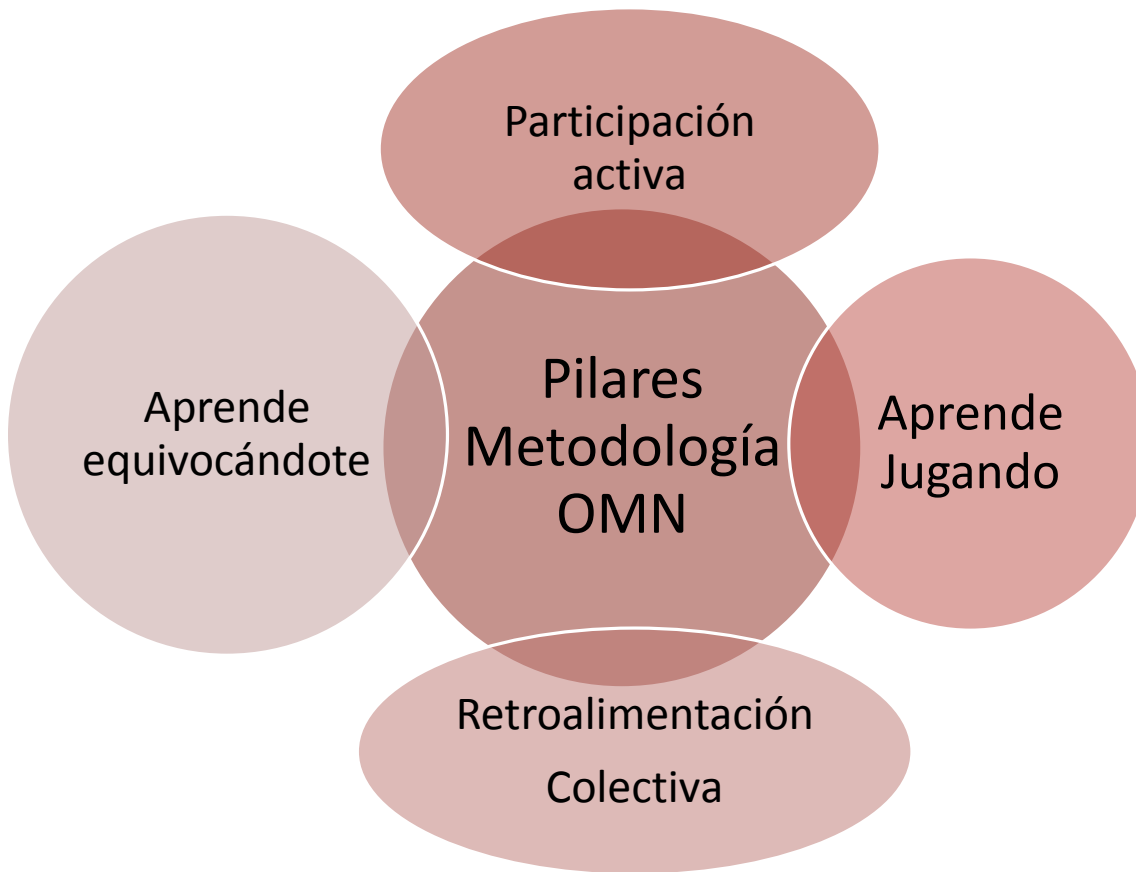 Participación
activa
Aprende
equivocándote
Pilares
Metodología
OMN
Aprende
Jugando
Retroalimentación
Colectiva